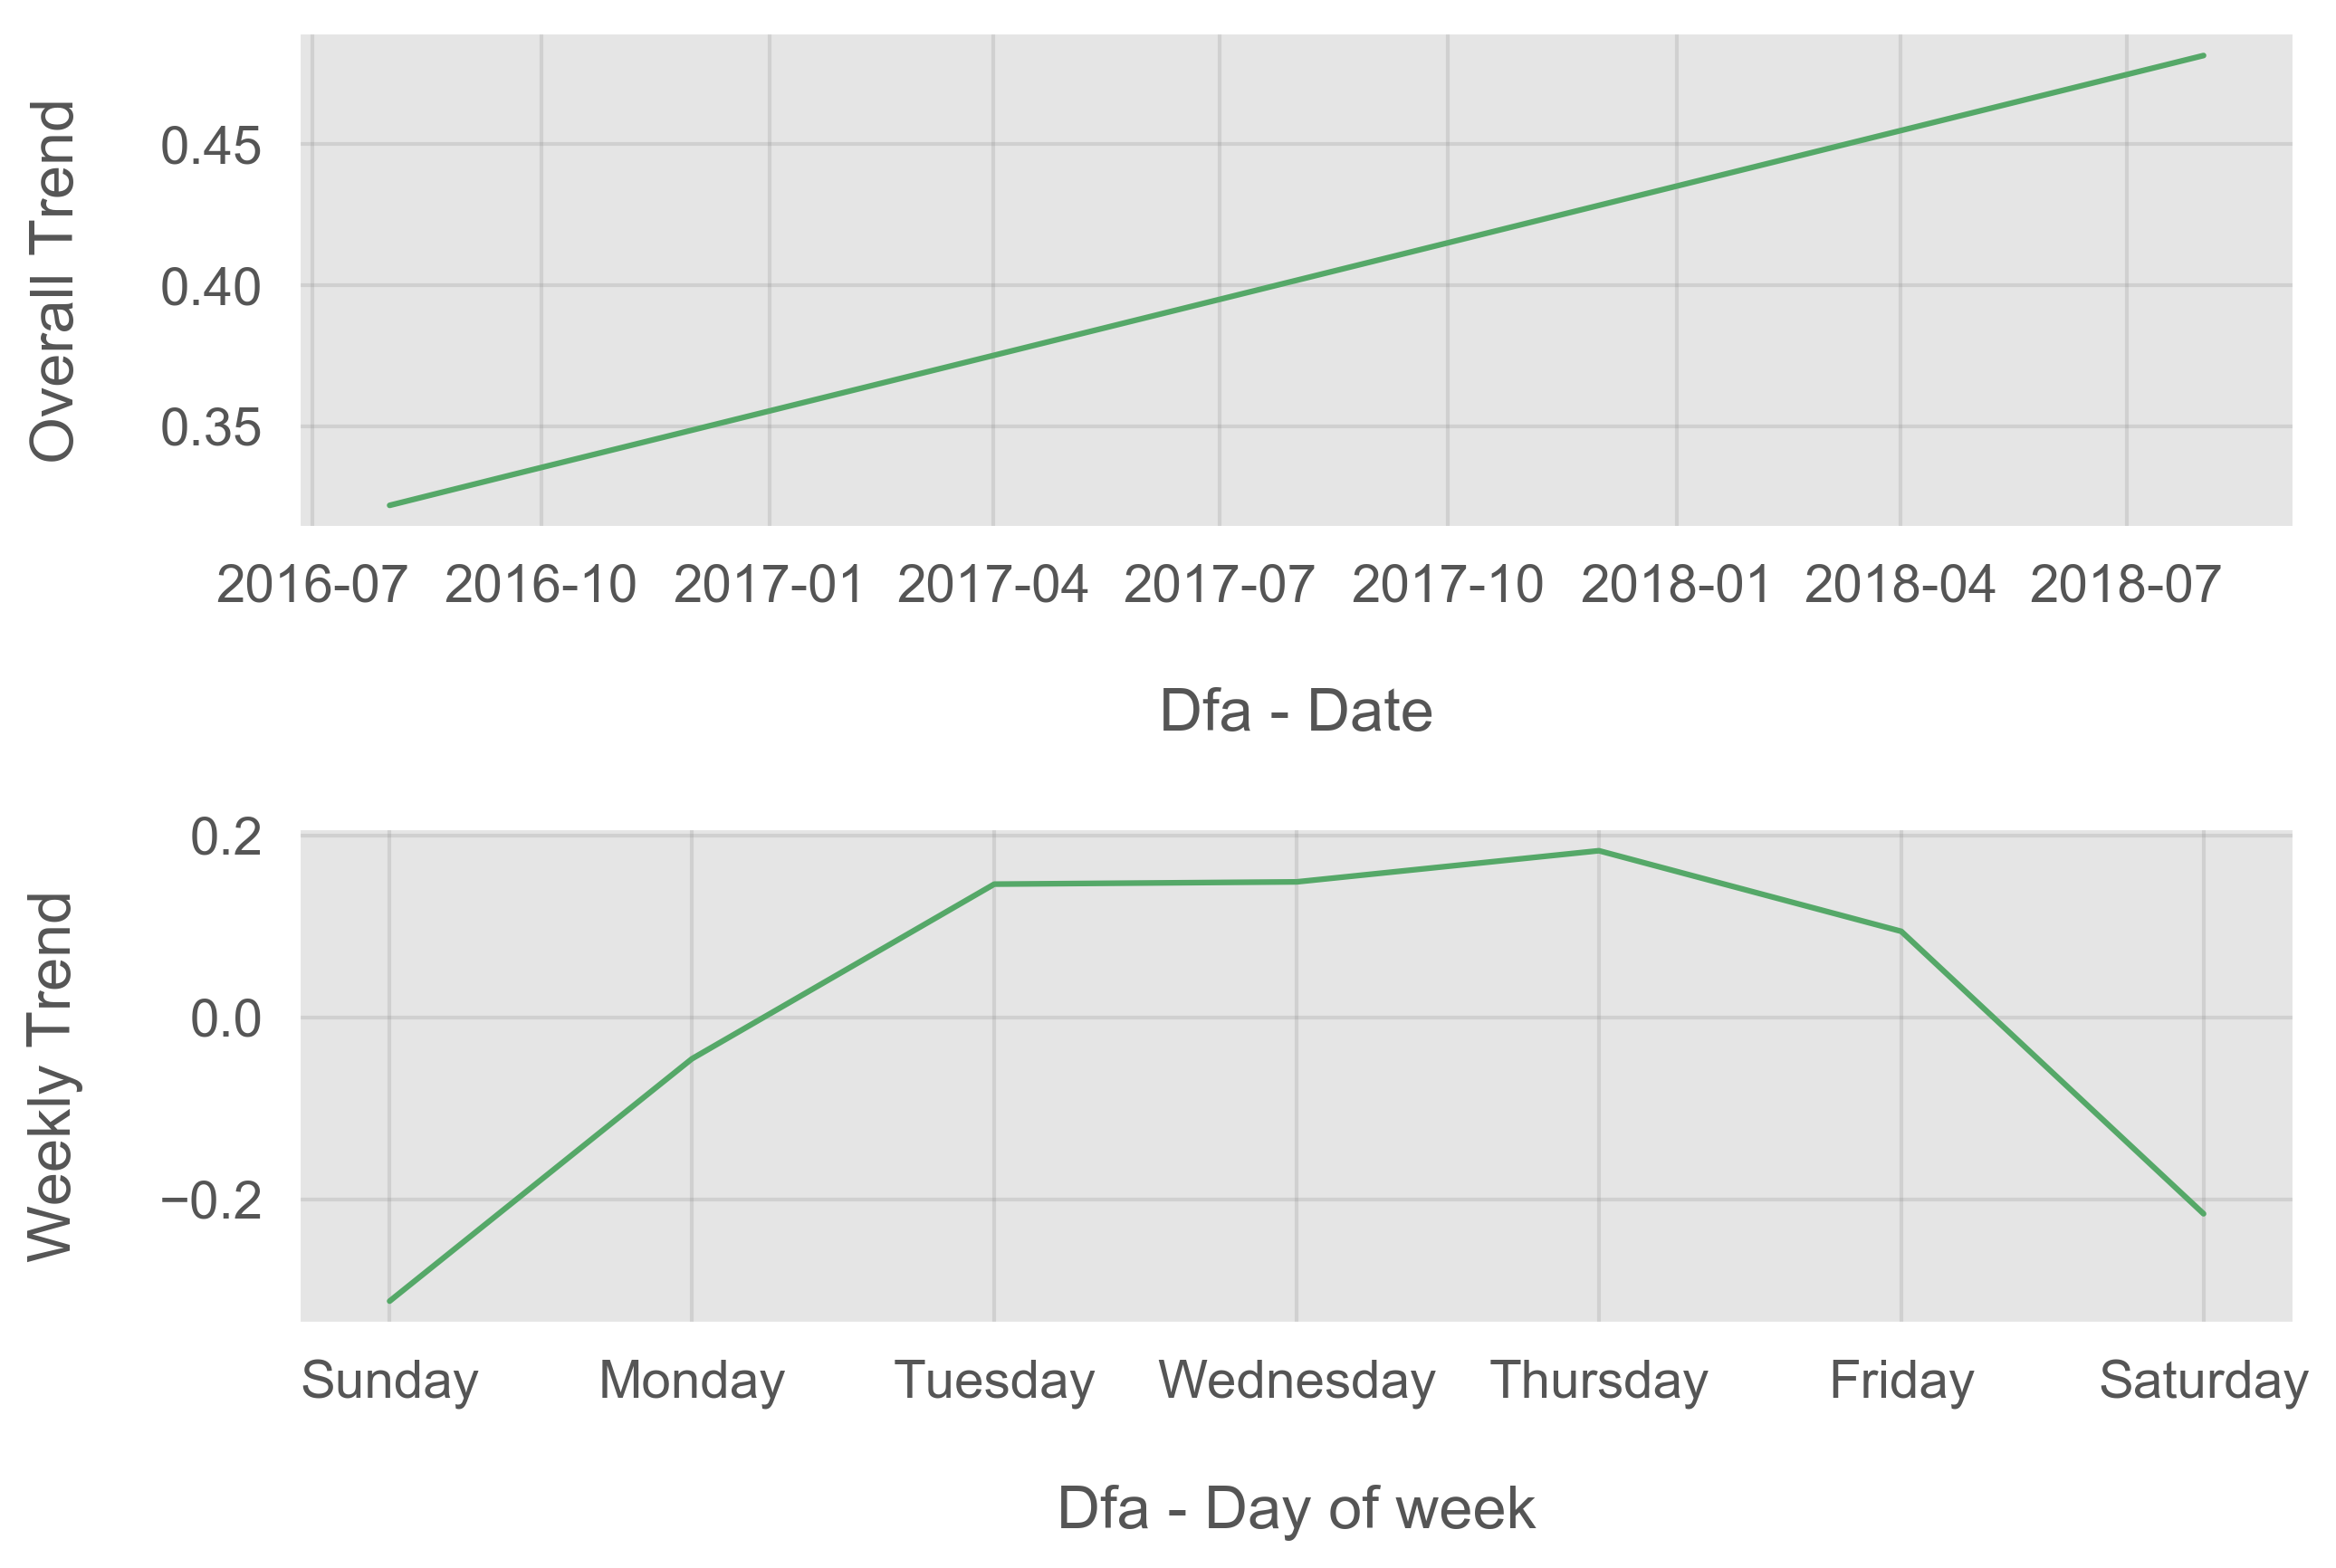 Overall Trend
0.45
0.40
0.35
2016-07 2016-10 2017-01 2017-04 2017-07 2017-10 2018-01 2018-04 2018-07
Dfa - Date
Weekly Trend
0.2
0.0
−0.2
Sunday Monday Tuesday Wednesday Thursday Friday Saturday
Dfa - Day of week